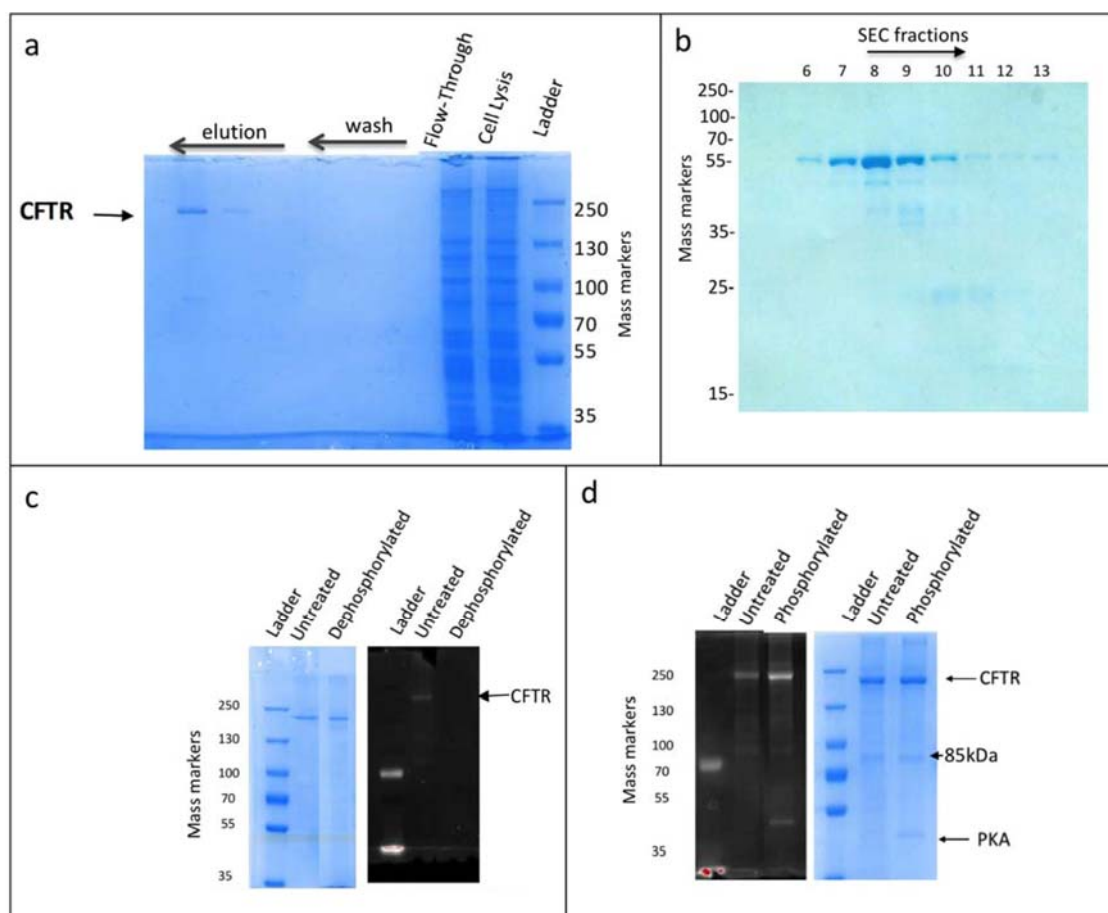 a
elution
wash
Flow-Through
Cell Lysis
Ladder
CFTR
250
130
100
70
55
35
Mass markers
b
SEC fractions
6 7 8 9 10 11 12 13
250-
100-
70-
55-
35-
25-
15-
Mass markers
c
Ladder
Untreated
Dephosphorylated
Ladder
Untreated
Dephosphorylated
250
130
100
70
55
35
Mass markers
CFTR
d
Ladder
Untreated
Phosphorylated
Ladder
Untreated
Phosphorylated
250
130
100
70
55
35
Mass markers
CFTR
85kDa
PKA